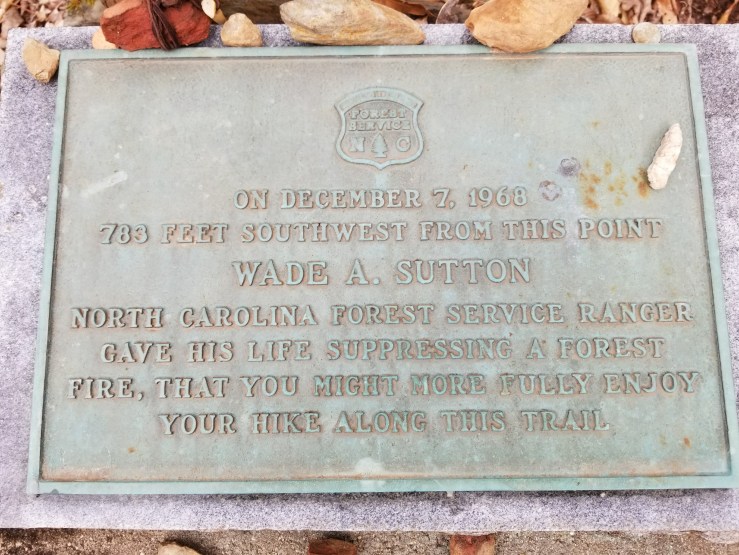 FOREST
SERVICE
N C
ON DECEMBER 7, 1968
783 FEET SOUTHWEST FROM THIS POINT
WADE A. SUTTON
NORTH CAROLINA FOREST SERVICE RANGER
GAVE HIS LIFE SUPPRESSING A FOREST
FIRE, THAT YOU MIGHT MORE FULLY ENJOY
YOUR HIKE ALONG THIS TRAIL